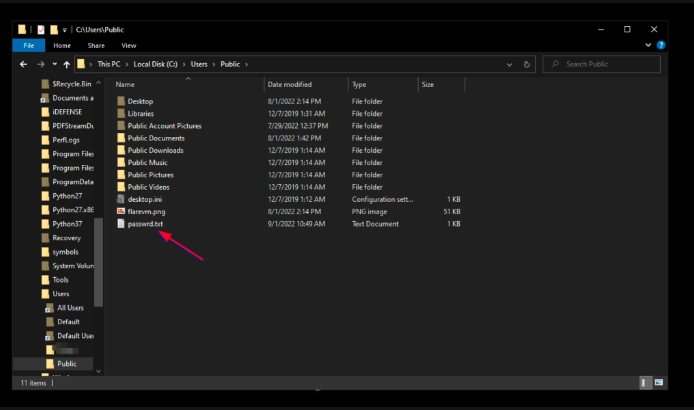 C:\Users\Public
File Home Share View
This PC > Local Disk (C:) > Users > Public >
Search Public
$Recycle.Bin
Documents a
iDEFENSE
PDFStreamDu
PerfLogs
Program Files
Program Files
ProgramData
Python27
Python27.x86
Python37
Recovery
symbols
System Volun
Tools
Users
All Users
Default
Default User
Public
Name Date modified Type Size
Desktop 8/1/2022 2:14 PM File folder
Libraries 12/7/2019 1:31 AM File folder
Public Account Pictures 7/29/2022 12:37 PM File folder
Public Documents 8/1/2022 1:42 PM File folder
Public Downloads 12/7/2019 1:14 AM File folder
Public Music 12/7/2019 1:14 AM File folder
Public Pictures 12/7/2019 1:14 AM File folder
Public Videos 12/7/2019 1:14 AM File folder
desktop.ini 12/7/2019 1:12 AM Configuration sett... 1 KB
flarevm.png 8/1/2022 2:14 PM PNG image 51 KB
passwrd.txt 9/1/2022 10:49 AM Text Document 1 KB
11 items